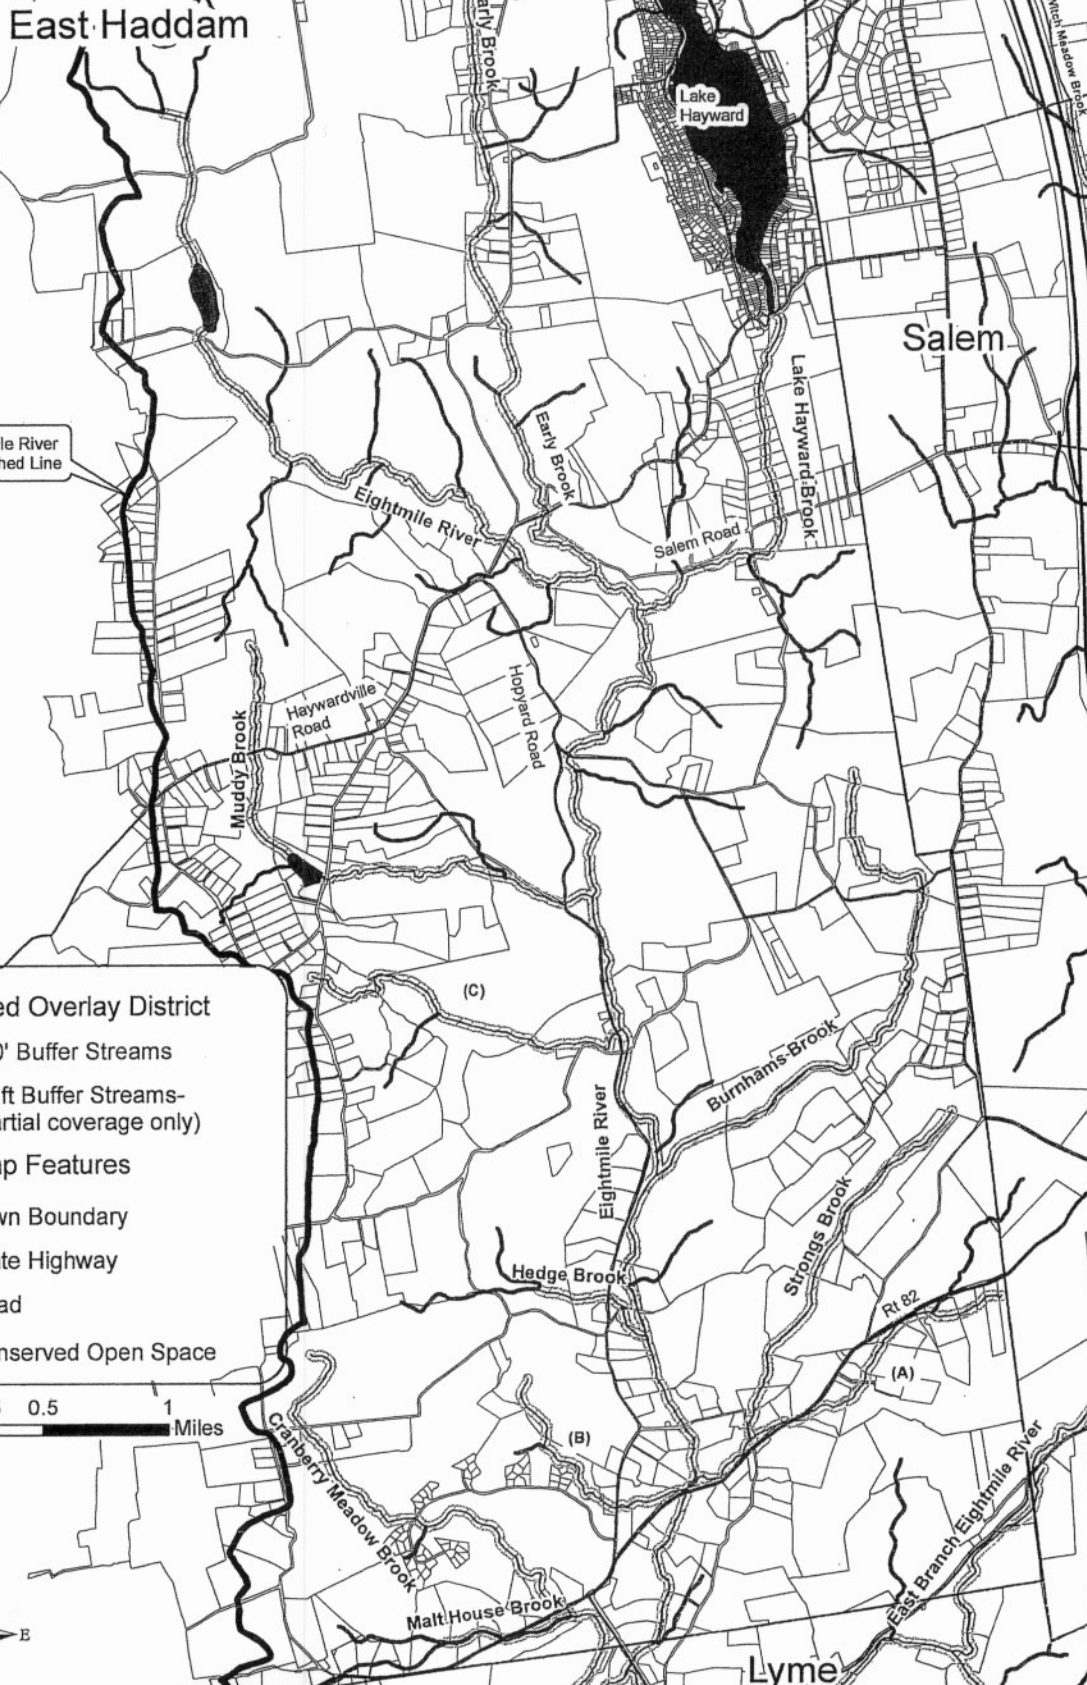 East Haddam
Early Brook
Witch Meadow Brook
Lake
Hayward
Salem
Lake Hayward Brook
le River
hed Line
Early Brook
Eightmile River
Salem Road
Haywardville
Road
Hopyard Road
Muddy Brook
ed Overlay District
0' Buffer Streams
ft Buffer Streams-
artial coverage only)
ap Features
wn Boundary
te Highway
ad
nserved Open Space
0.5 1
Miles
(C)
Burnhams Brook
Eightmile River
Strongs Brook
Hedge Brook
Rt 82
(A)
(B)
Cranberry Meadow Brook
East Branch Eightmile River
Malt House Brook
E
Lyme